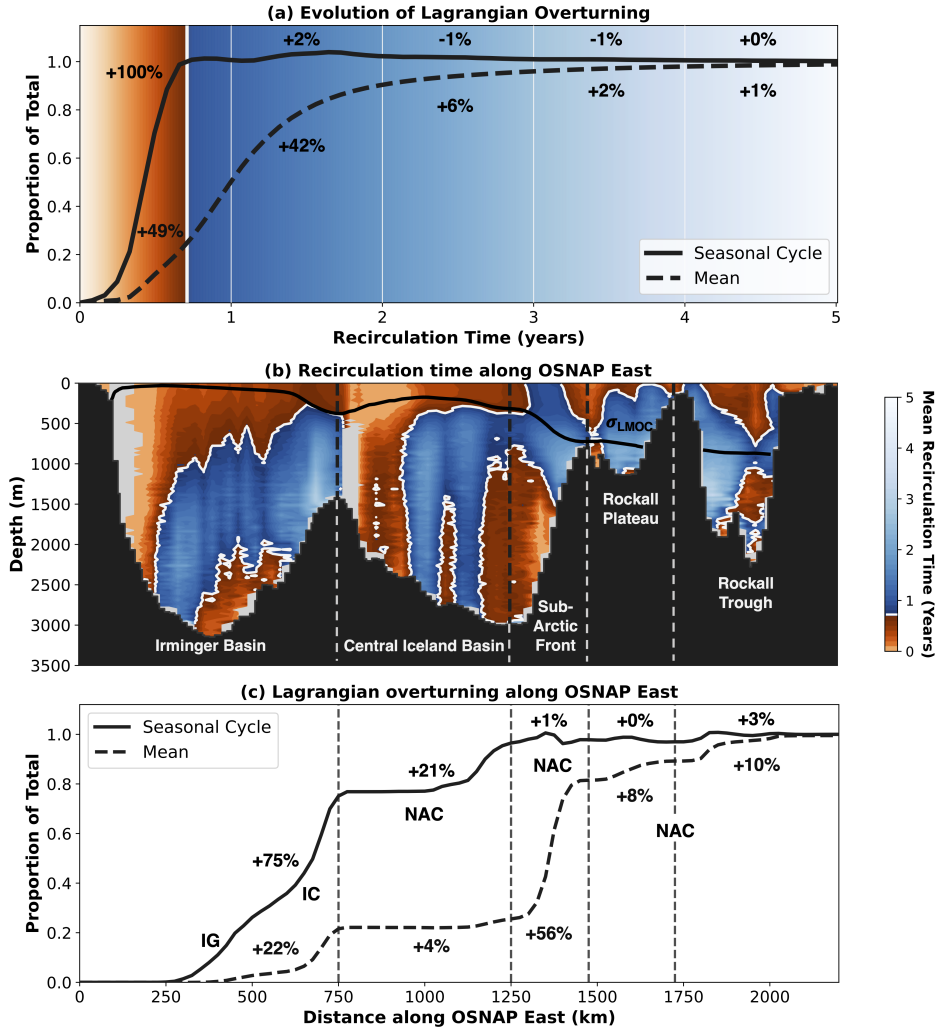 (a) Evolution of Lagrangian Overturning
Proportion of Total
1.0
0.8
0.6
0.4
0.2
0.0
+100%
+2%
-1%
-1%
+0%
+49%
+42%
+6%
+2%
+1%
Seasonal Cycle
Mean
0
1
2
3
4
5
Recirculation Time (years)
(b) Recirculation time along OSNAP East
Depth (m)
0
500
1000
1500
2000
2500
3000
3500
σLMOC
Irminger Basin
Central Iceland Basin
Sub-
Arctic
Front
Rockall
Plateau
Rockall
Trough
5
4
3
2
1
0
Mean Recirculation Time (Years)
(c) Lagrangian overturning along OSNAP East
Proportion of Total
1.0
0.8
0.6
0.4
0.2
0.0
Seasonal Cycle
Mean
IG
+75%
IC
+22%
+21%
NAC
+4%
+1%
NAC
+56%
+0%
+8%
NAC
+3%
+10%
0
250
500
750
1000
1250
1500
1750
2000
Distance along OSNAP East (km)